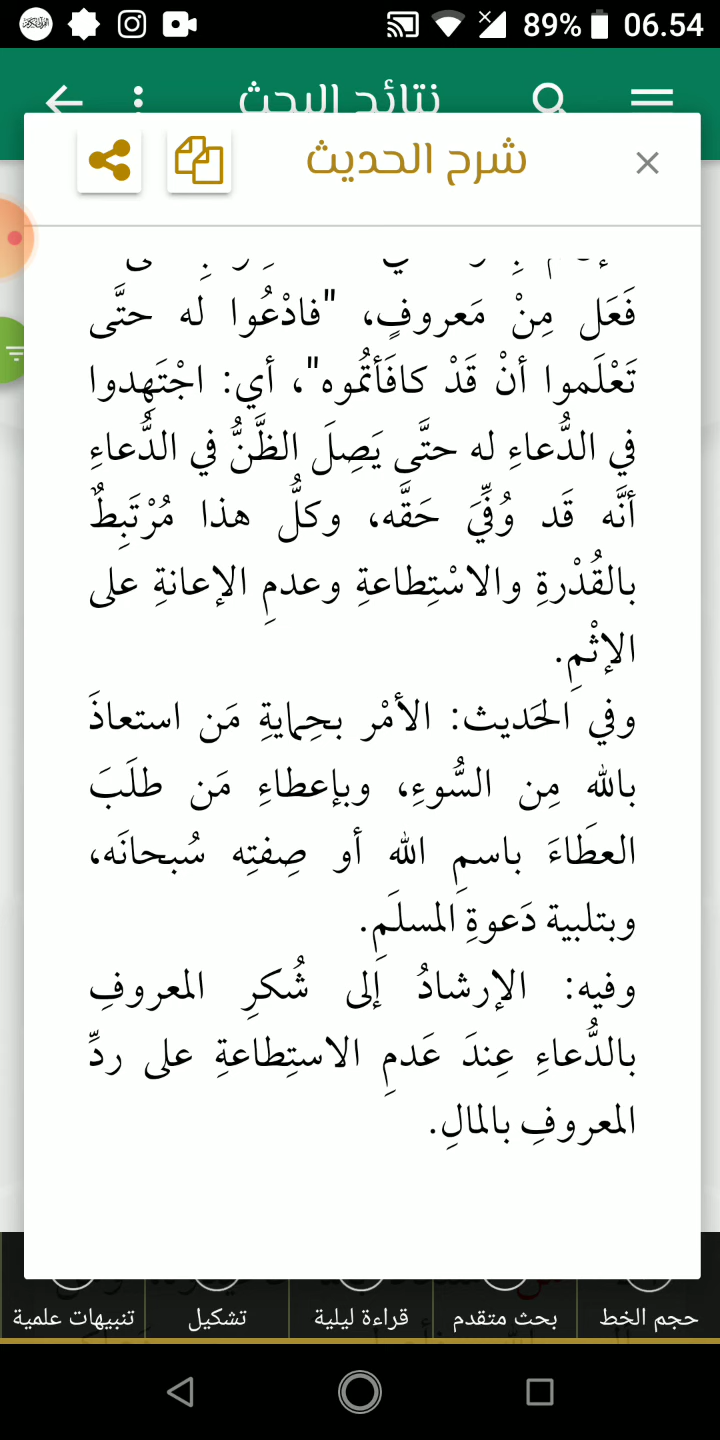 89% 06.54
نتائج البحث
شرح الحديث
فَعَل مِنْ مَعروفٍ، "فادْعُوا له حتَّى
تَعْلَموا أنْ قَدْ كافَأتُموه"، أي: اجْتَهِدوا
في الدُّعاءِ له حتَّى يَصِلَ الظَّنُّ في الدُّعاءِ
أنَّه قَد وُفِّيَ حَقَّه، وكلُّ هذا مُرْتَبِطٌ
بالقُدْرةِ والاسْتِطاعةِ وعدمِ الإعانةِ على
الإثْمِ.
وفي الحَديث: الأمْر بحِمايةِ مَن استعاذَ
بالله مِن السُّوءِ، وبإعطاءِ مَن طلَبَ
العطَاءَ باسمِ الله أو صِفتِه سُبحانَه،
وبتلبية دَعوةِ المسلَمِ.
وفيه: الإرشادُ إلى شُكرِ المعروفِ
بالدُّعاءِ عِندَ عَدمِ الاستِطاعةِ على ردِّ
المعروفِ بالمالِ.
حجم الخط
بحث متقدم
قراءة ليلية
تشكيل
تنبيهات علمية